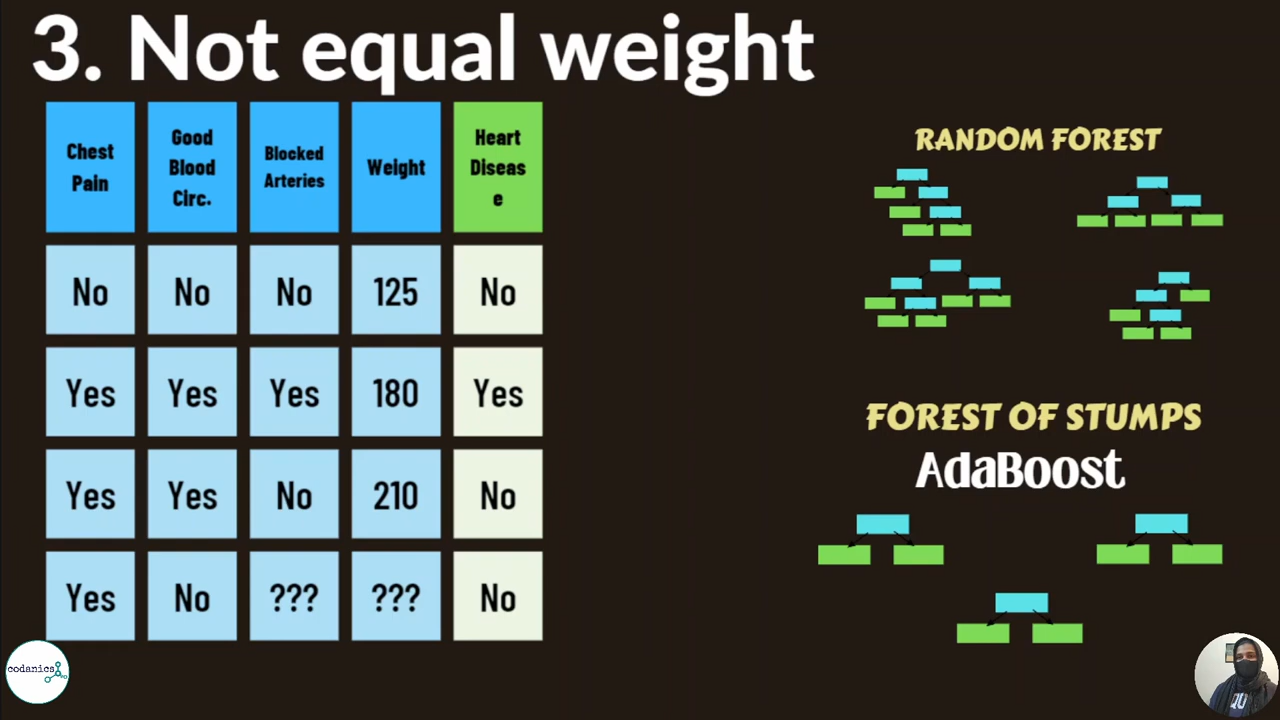 3. Not equal weight
Chest Pain
Good Blood Circ.
Blocked Arteries
Weight
Heart Diseas e
No No No 125 No
Yes Yes Yes 180 Yes
Yes Yes No 210 No
Yes No ??? ??? No
RANDOM FOREST
FOREST OF STUMPS
AdaBoost
codanics
QU